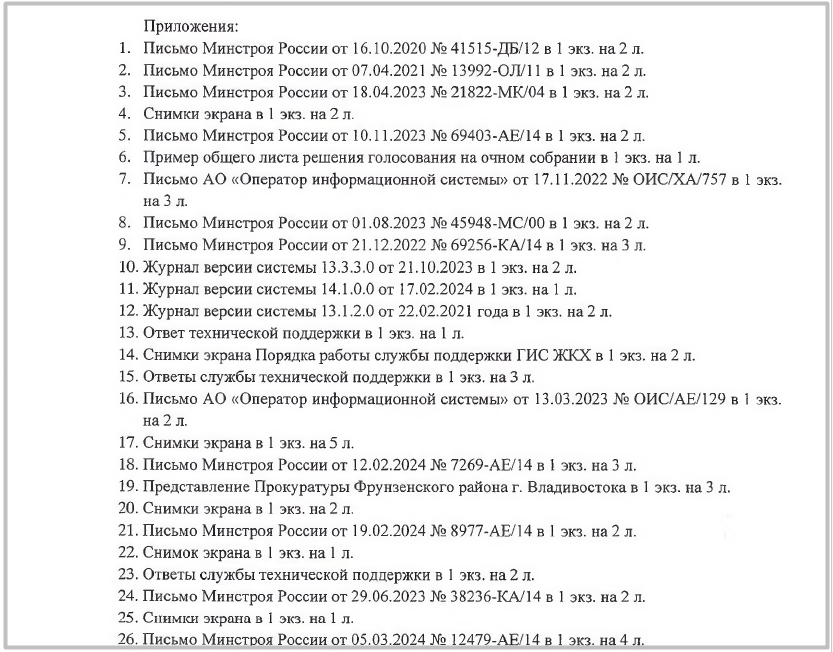 Приложения:
1. Письмо Минстроя России от 16.10.2020 № 41515-ДБ/12 в 1 экз. на 2 л.
2. Письмо Минстроя России от 07.04.2021 № 13992-ОЛ/11 в 1 экз. на 2 л.
3. Письмо Минстроя России от 18.04.2023 № 21822-МК/04 в 1 экз. на 2 л.
4. Снимки экрана в 1 экз. на 2 л.
5. Письмо Минстроя России от 10.11.2023 № 69403-АЕ/14 в 1 экз. на 2 л.
6. Пример общего листа решения голосования на очном собрании в 1 экз. на 1 л.
7. Письмо АО «Оператор информационной системы» от 17.11.2022 № ОИС/ХА/757 в 1 экз.
на 3 л.
8. Письмо Минстроя России от 01.08.2023 № 45948-МС/00 в 1 экз. на 2 л.
9. Письмо Минстроя России от 21.12.2022 № 69256-КА/14 в 1 экз. на 3 л.
10. Журнал версии системы 13.3.3.0 от 21.10.2023 в 1 экз. на 2 л.
11. Журнал версии системы 14.1.0.0 от 17.02.2024 в 1 экз. на 1 л.
12. Журнал версии системы 13.1.2.0 от 22.02.2021 года в 1 экз. на 2 л.
13. Ответ технической поддержки в 1 экз. на 1 л.
14. Снимки экрана Порядка работы службы поддержки ГИС ЖКХ в 1 экз. на 2 л.
15. Ответы службы технической поддержки в 1 экз. на 3 л.
16. Письмо АО «Оператор информационной системы» от 13.03.2023 № ОИС/АЕ/129 в 1 экз.
на 2 л.
17. Снимки экрана в 1 экз. на 5 л.
18. Письмо Минстроя России от 12.02.2024 № 7269-АЕ/14 в 1 экз. на 3 л.
19. Представление Прокуратуры Фрунзенского района г. Владивостока в 1 экз. на 3 л.
20. Снимки экрана в 1 экз. на 2 л.
21. Письмо Минстроя России от 19.02.2024 № 8977-АЕ/14 в 1 экз. на 2 л.
22. Снимок экрана в 1 экз. на 1 л.
23. Ответы службы технической поддержки в 1 экз. на 2 л.
24. Письмо Минстроя России от 29.06.2023 № 38236-КА/14 в 1 экз. на 2 л.
25. Снимки экрана в 1 экз. на 1 л.
26. Письмо Минстроя России от 05.03.2024 № 12479-АЕ/14 в 1 экз. на 4 л.